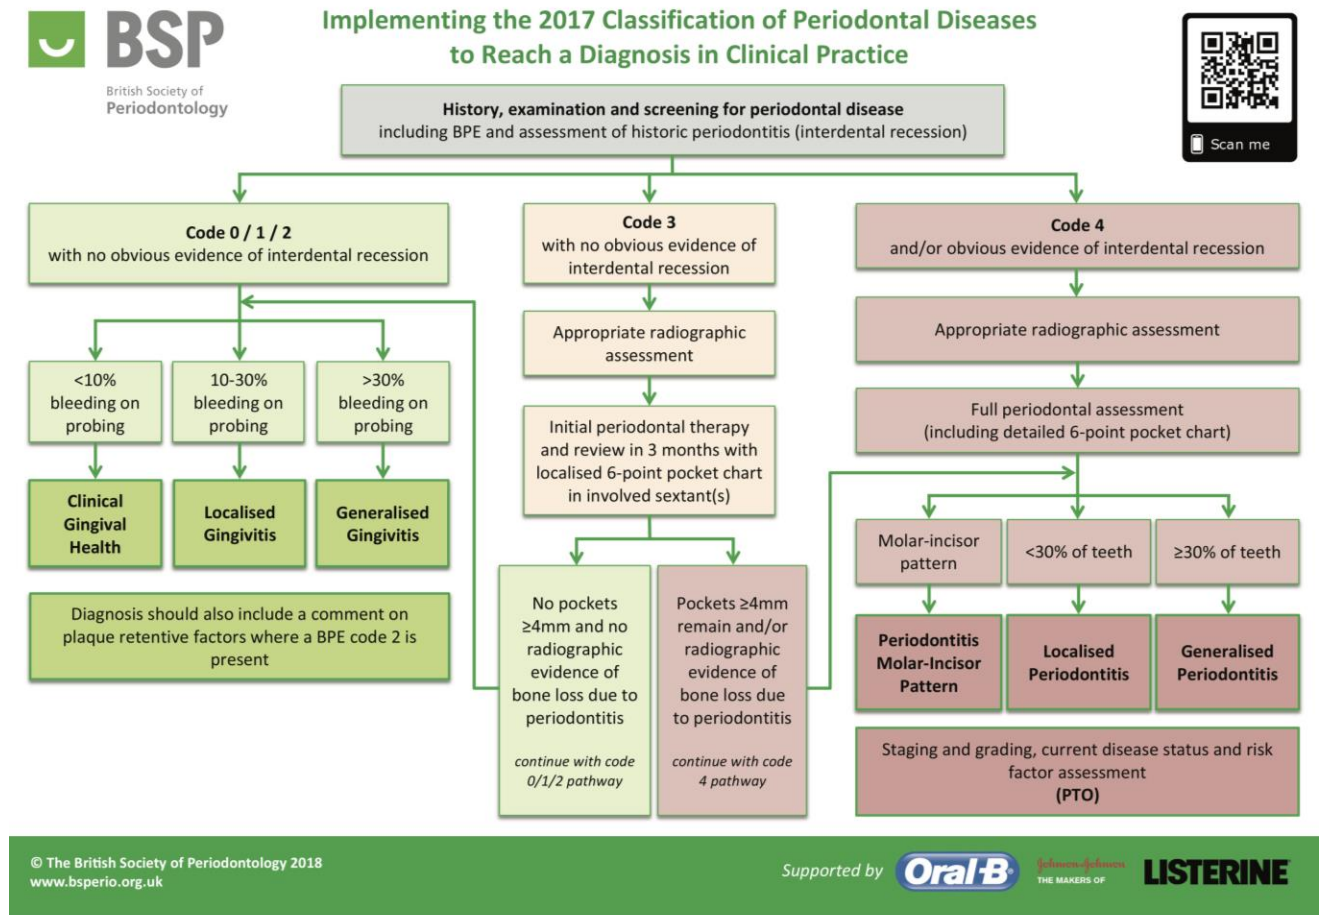 BSP
British Society of
Periodontology
Implementing the 2017 Classification of Periodontal Diseases
to Reach a Diagnosis in Clinical Practice
Scan me
History, examination and screening for periodontal disease
including BPE and assessment of historic periodontitis (interdental recession)
Code 0 / 1 / 2
with no obvious evidence of interdental recession
<10%
bleeding on
probing
10-30%
bleeding on
probing
>30%
bleeding on
probing
Clinical
Gingival
Health
Localised
Gingivitis
Generalised
Gingivitis
Diagnosis should also include a comment on
plaque retentive factors where a BPE code 2 is
present
Code 3
with no obvious evidence of
interdental recession
Appropriate radiographic
assessment
Initial periodontal therapy
and review in 3 months with
localised 6-point pocket chart
in involved sextant(s)
No pockets
≥4mm and no
radiographic
evidence of
bone loss due to
periodontitis
continue with code
0/1/2 pathway
Pockets ≥4mm
remain and/or
radiographic
evidence of
bone loss due
to periodontitis
continue with code
4 pathway
Code 4
and/or obvious evidence of interdental recession
Appropriate radiographic assessment
Full periodontal assessment
(including detailed 6-point pocket chart)
Molar-incisor
pattern
<30% of teeth
≥30% of teeth
Periodontitis
Molar-Incisor
Pattern
Localised
Periodontitis
Generalised
Periodontitis
Staging and grading, current disease status and risk
factor assessment
(PTO)
© The British Society of Periodontology 2018
www.bsperio.org.uk
Supported by
Oral-B
Johnson & Johnson
THE MAKERS OF
LISTERINE